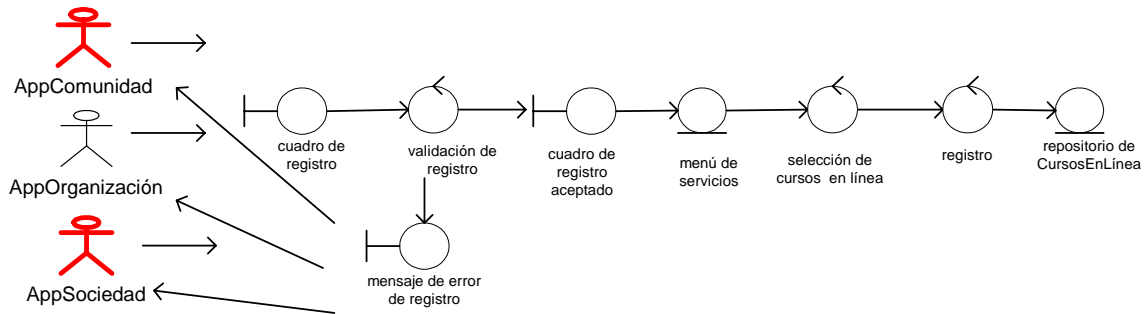 AppComunidad
AppOrganización
AppSociedad
cuadro de
registro
validación de
registro
cuadro de
registro
aceptado
menú de
servicios
selección de
cursos  en línea
registro
repositorio de
CursosEnLínea
mensaje de error
de registro